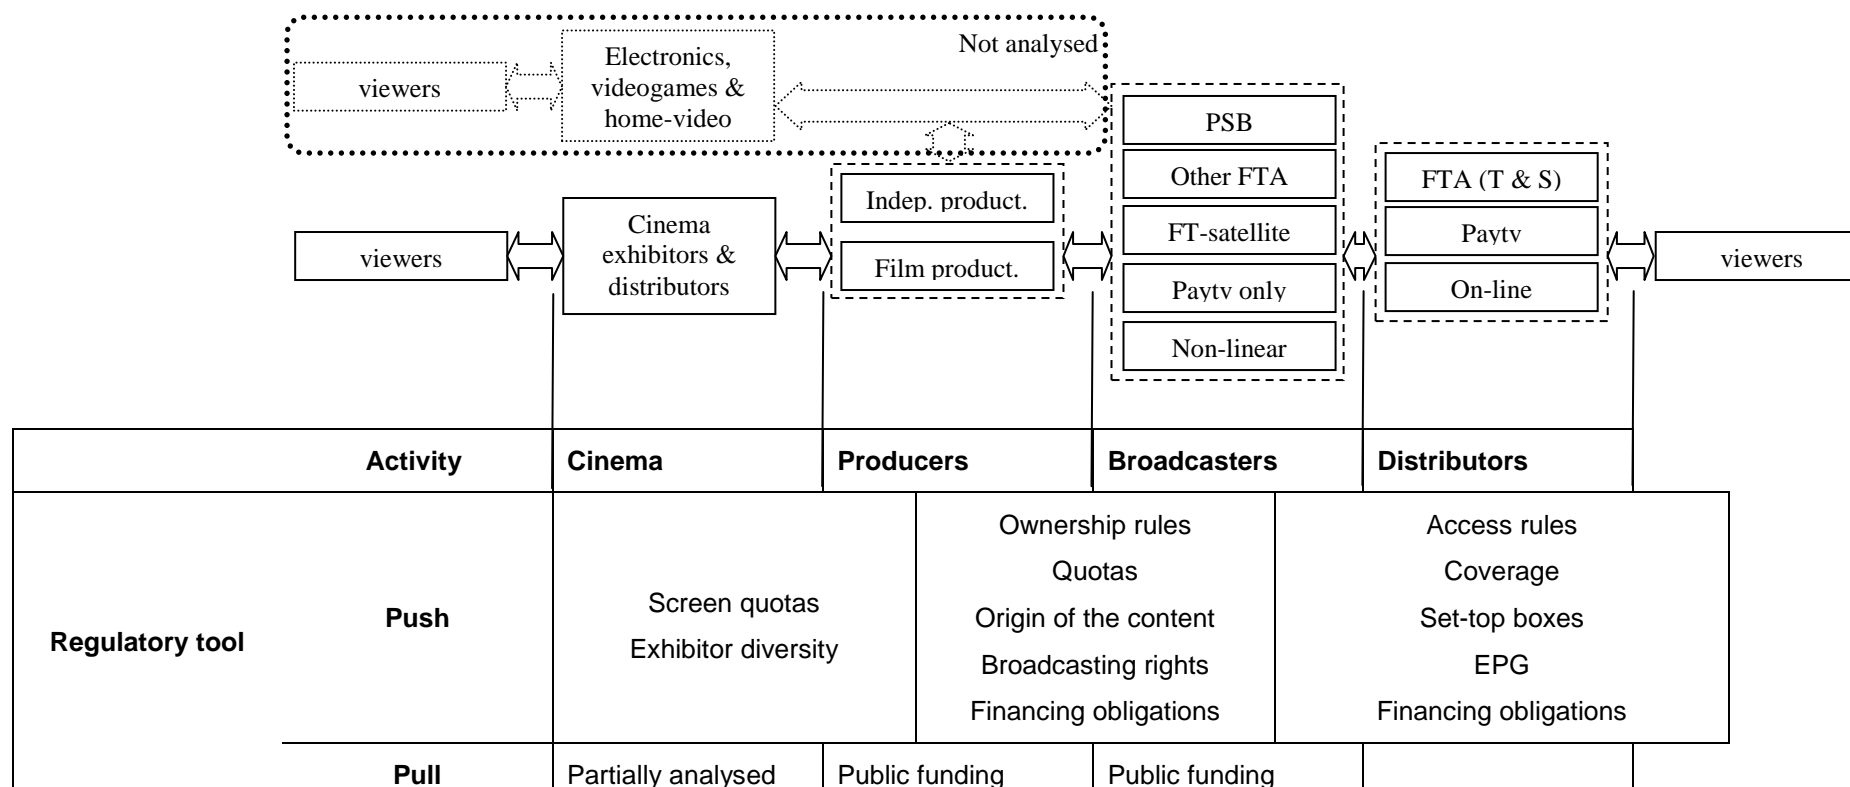 Not analysed
viewers
Electronics,
videogames &
home-video
viewers
Cinema
exhibitors &
distributors
Indep. product.
Film product.
PSB
Other FTA
FT-satellite
Paytv only
Non-linear
FTA (T & S)
Paytv
On-line
viewers
Activity
Cinema
Producers
Broadcasters
Distributors
Regulatory tool
Push
Screen quotas
Exhibitor diversity
Ownership rules
Quotas
Origin of the content
Broadcasting rights
Financing obligations
Access rules
Coverage
Set-top boxes
EPG
Financing obligations
Pull
Partially analysed
Public funding
Public funding